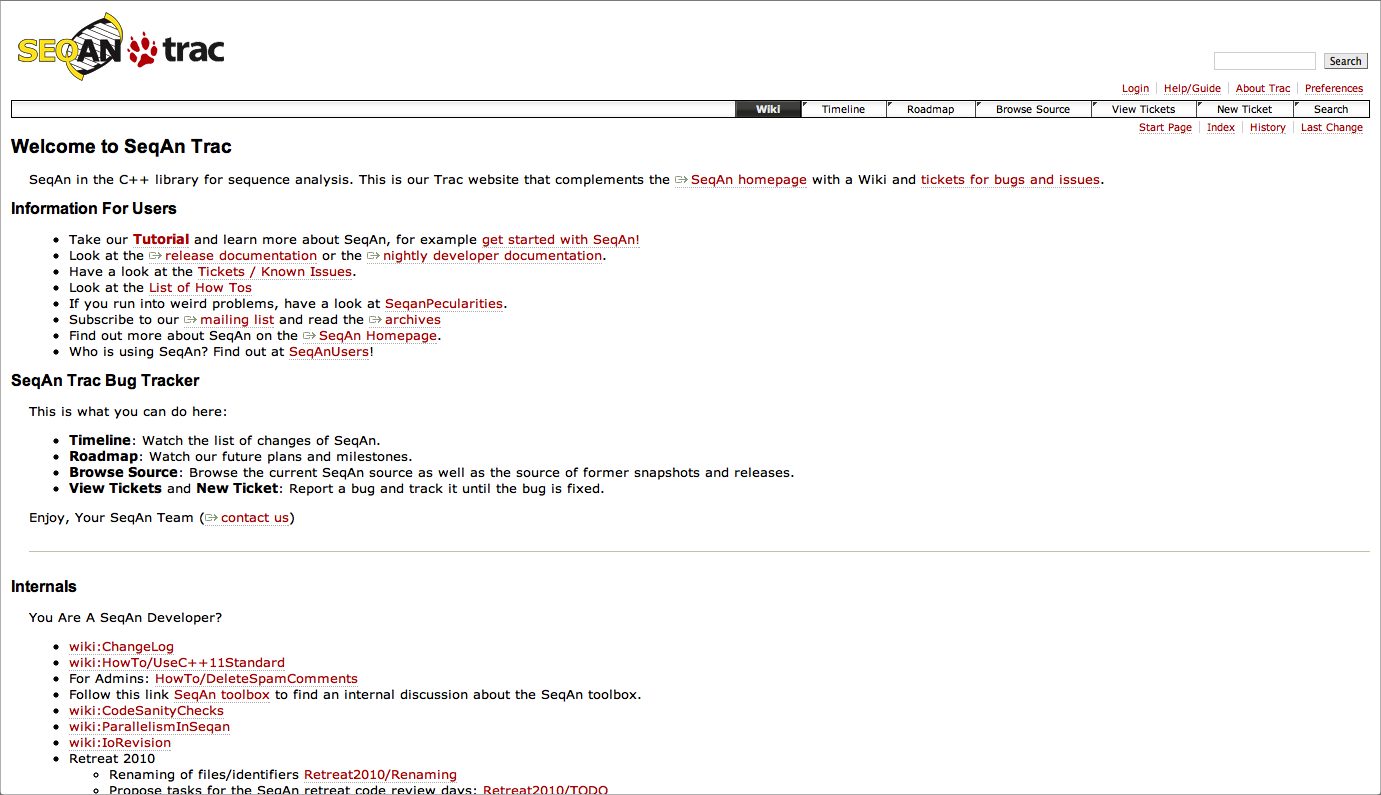 SEQAN trac
Search
Login Help/Guide About Trac Preferences
Wiki Timeline Roadmap Browse Source View Tickets New Ticket Search
Start Page Index History Last Change
Welcome to SeqAn Trac
SeqAn in the C++ library for sequence analysis. This is our Trac website that complements the SeqAn homepage with a Wiki and tickets for bugs and issues.
Information For Users
Take our Tutorial and learn more about SeqAn, for example get started with SeqAn!
Look at the release documentation or the nightly developer documentation.
Have a look at the Tickets / Known Issues.
Look at the List of How Tos
If you run into weird problems, have a look at SeqanPecularities.
Subscribe to our mailing list and read the archives
Find out more about SeqAn on the SeqAn Homepage.
Who is using SeqAn? Find out at SeqAnUsers!
SeqAn Trac Bug Tracker
This is what you can do here:
Timeline: Watch the list of changes of SeqAn.
Roadmap: Watch our future plans and milestones.
Browse Source: Browse the current SeqAn source as well as the source of former snapshots and releases.
View Tickets and New Ticket: Report a bug and track it until the bug is fixed.
Enjoy, Your SeqAn Team (contact us)
Internals
You Are A SeqAn Developer?
wiki:ChangeLog
wiki:HowTo/UseC++11Standard
For Admins: HowTo/DeleteSpamComments
Follow this link SeqAn toolbox to find an internal discussion about the SeqAn toolbox.
wiki:CodeSanityChecks
wiki:ParallelismInSeqan
wiki:IoRevision
Retreat 2010
Renaming of files/identifiers Retreat2010/Renaming
Propose tasks for the SeqAn retreat code review days: Retreat2010/TODO